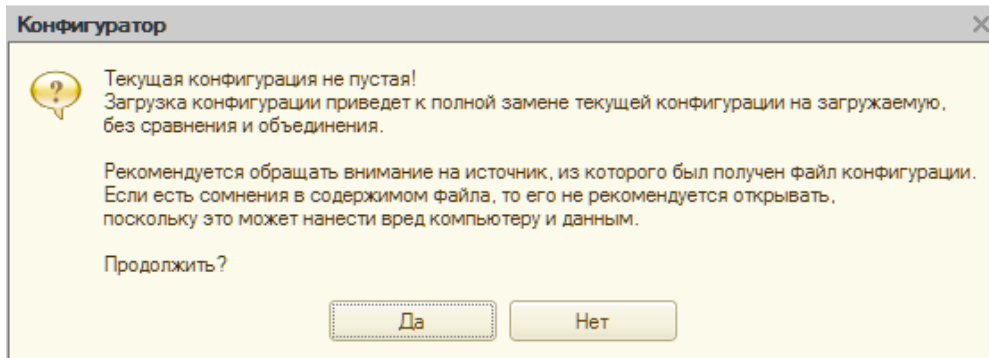 Конфигуратор
Текущая конфигурация не пустая!
Загрузка конфигурации приведет к полной замене текущей конфигурации на загружаемую,
без сравнения и объединения.
Рекомендуется обращать внимание на источник, из которого был получен файл конфигурации.
Если есть сомнения в содержимом файла, то его не рекомендуется открывать,
поскольку это может нанести вред компьютеру и данным.
Продолжить?
Да
Нет